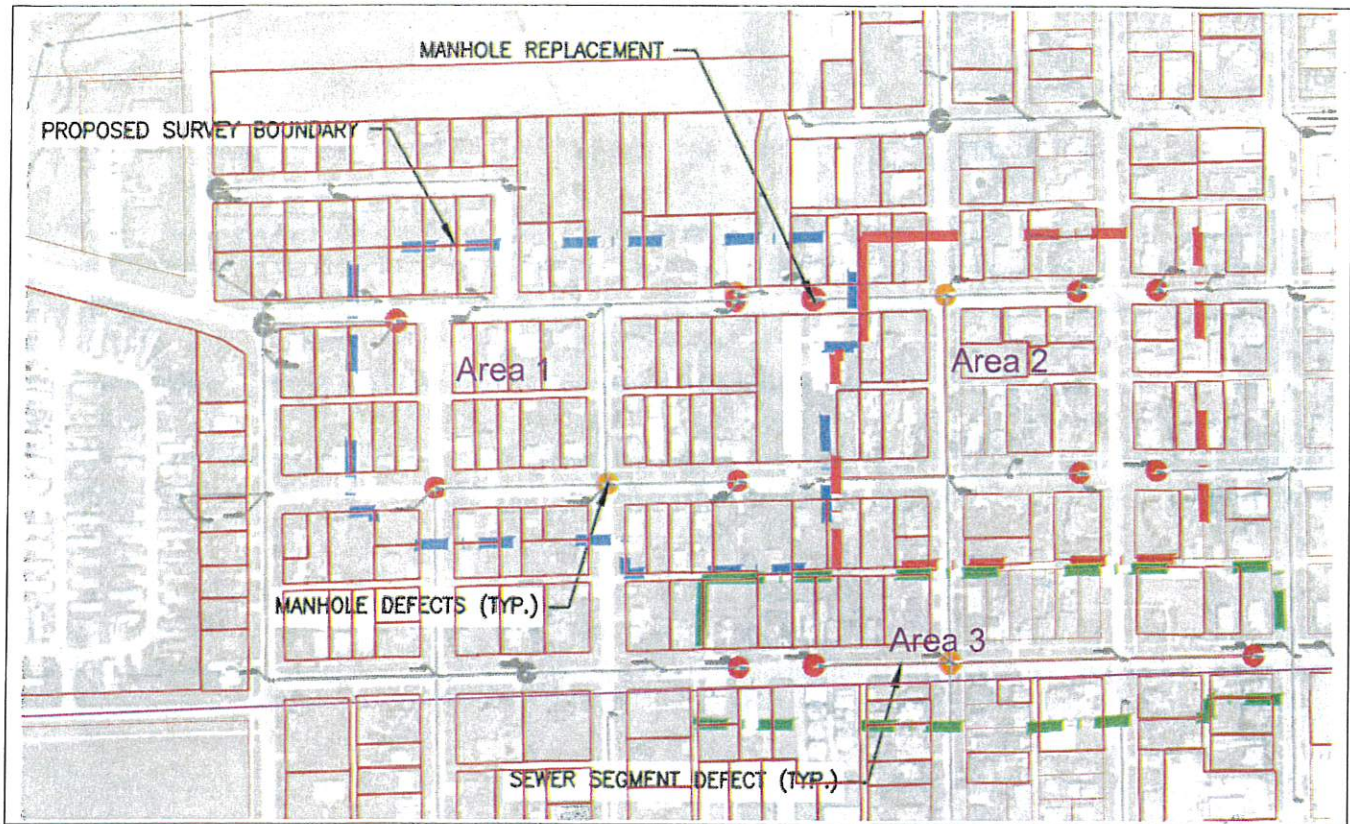 MANHOLE REPLACEMENT
PROPOSED SURVEY BOUNDARY
Area 1
Area 2
MANHOLE DEFECTS (TYP.)
Area 3
SEWER SEGMENT DEFECT (TYP.)